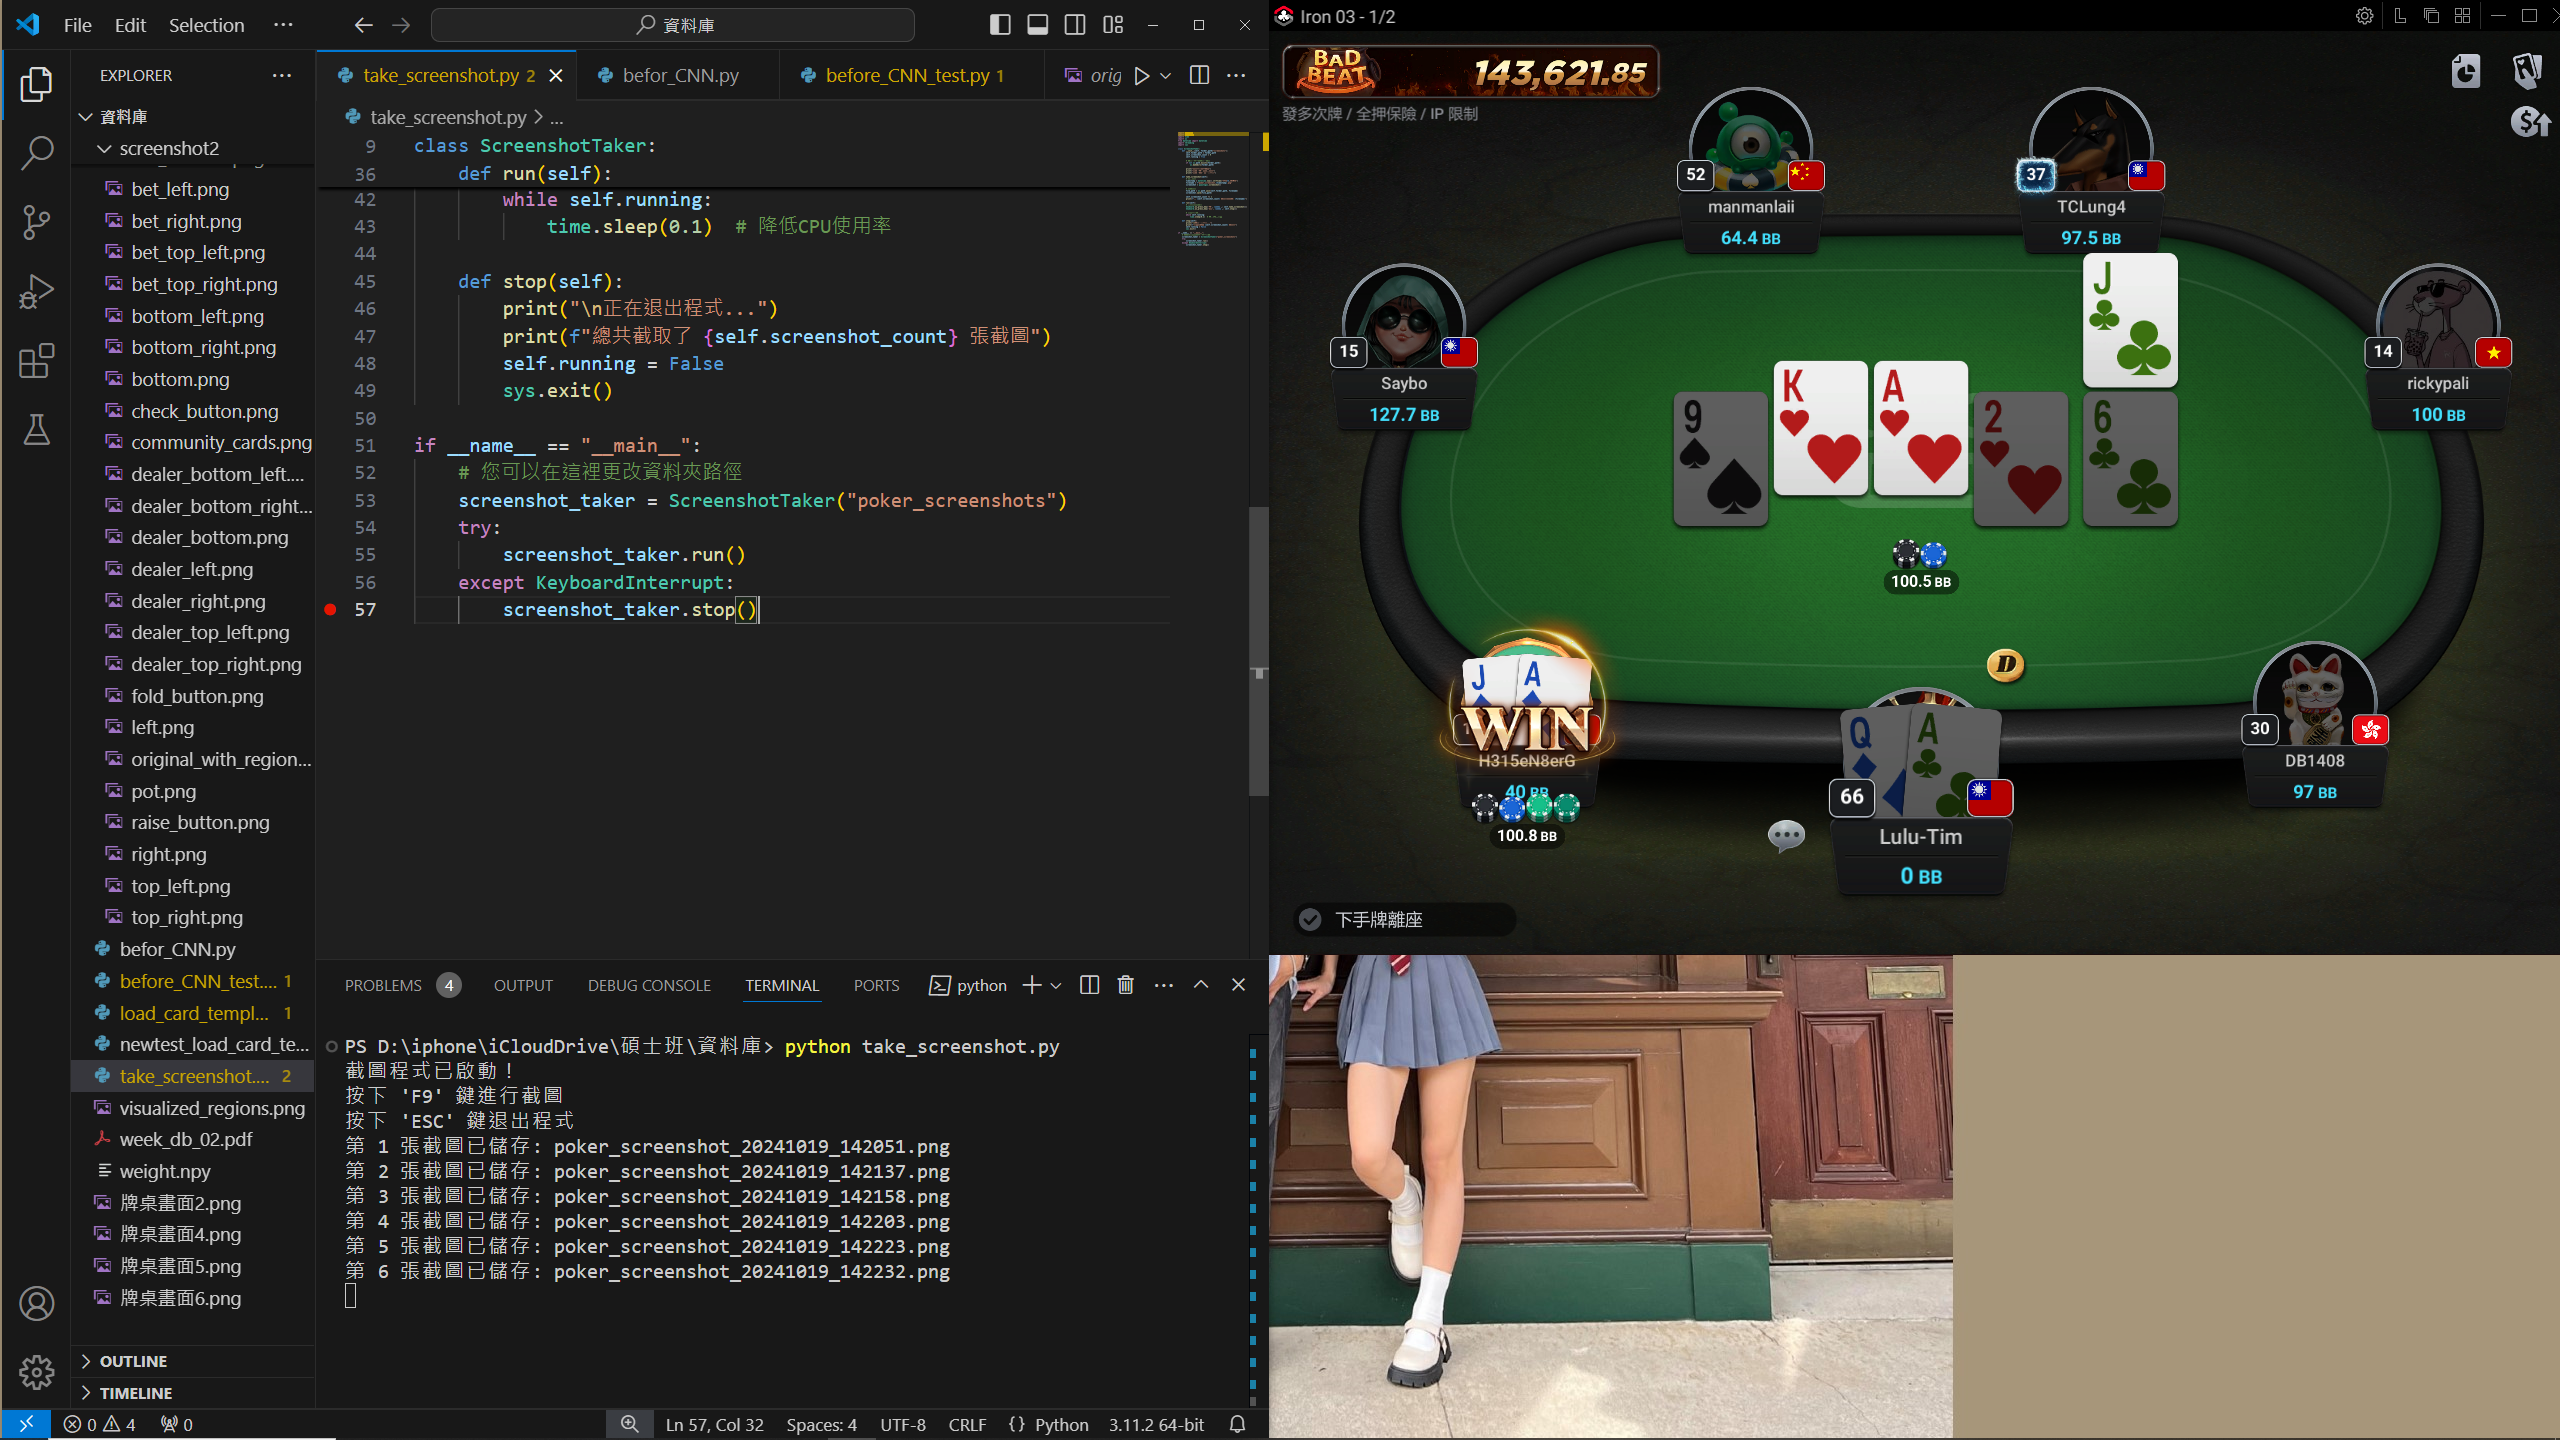 File Edit Selection ···
資料庫
EXPLORER
資料庫
screenshot2
bet_left.png
bet_right.png
bet_top_left.png
bet_top_right.png
bottom_left.png
bottom_right.png
bottom.png
check_button.png
community_cards.png
dealer_bottom_left....
dealer_bottom_right...
dealer_bottom.png
dealer_left.png
dealer_right.png
dealer_top_left.png
dealer_top_right.png
fold_button.png
left.png
original_with_region...
pot.png
raise_button.png
right.png
top_left.png
top_right.png
befor_CNN.py
before_CNN_test.... 1
load_card_templ... 1
newtest_load_card_te...
take_screenshot.... 2
visualized_regions.png
week_db_02.pdf
weight.npy
牌桌畫面2.png
牌桌畫面4.png
牌桌畫面5.png
牌桌畫面6.png
OUTLINE
TIMELINE
take_screenshot.py 2
befor_CNN.py
before_CNN_test.py 1
orig
take_screenshot.py > ...
9 class ScreenshotTaker:
36 def run(self):
42 while self.running:
43 time.sleep(0.1) # 降低CPU使用率
44
45 def stop(self):
46 print("\n正在退出程式...")
47 print(f"總共截取了 {self.screenshot_count} 張截圖")
48 self.running = False
49 sys.exit()
50
51 if __name__ == "__main__":
52 # 您可以在這裡更改資料夾路徑
53 screenshot_taker = ScreenshotTaker("poker_screenshots")
54 try:
55 screenshot_taker.run()
56 except KeyboardInterrupt:
57 screenshot_taker.stop()
PROBLEMS 4 OUTPUT DEBUG CONSOLE TERMINAL PORTS python
PS D:\iphone\iCloudDrive\碩士班\資料庫> python take_screenshot.py
截圖程式已啟動！
按下 'F9' 鍵進行截圖
按下 'ESC' 鍵退出程式
第 1 張截圖已儲存: poker_screenshot_20241019_142051.png
第 2 張截圖已儲存: poker_screenshot_20241019_142137.png
第 3 張截圖已儲存: poker_screenshot_20241019_142158.png
第 4 張截圖已儲存: poker_screenshot_20241019_142203.png
第 5 張截圖已儲存: poker_screenshot_20241019_142223.png
第 6 張截圖已儲存: poker_screenshot_20241019_142232.png
0 4 0
Ln 57, Col 32 Spaces: 4 UTF-8 CRLF {} Python 3.11.2 64-bit
Iron 03 - 1/2
L
BAD BEAT 143,621.85
發多次牌 / 全押保險 / IP 限制
52
manmanlaii
64.4 BB
37
TCLung4
97.5 BB
15
Saybo
127.7 BB
14
rickypali
100 BB
J
9 K A 2 6
100.5 BB
D
J A
WIN
H315eN8erG
40 BB
100.8 BB
Q A
66
Lulu-Tim
0 BB
30
DB1408
97 BB
下手牌離座